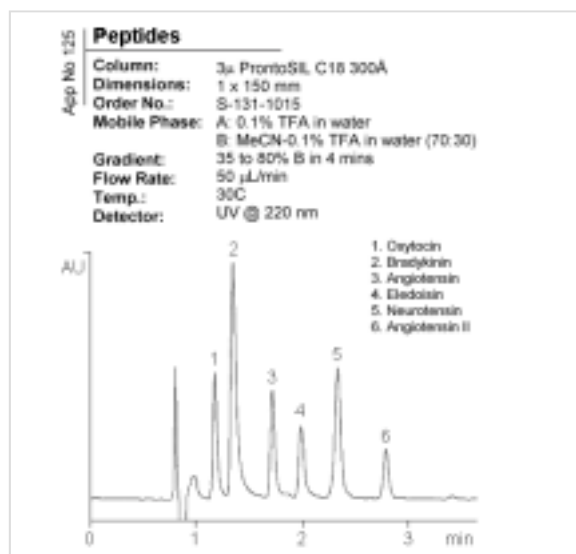 App No 125
Peptides
Column: 3µ ProntoSIL C18 300Å
Dimensions: 1 x 150 mm
Order No.: S-131-1015
Mobile Phase: A: 0.1% TFA in water
B: MeCN-0.1% TFA in water (70:30)
Gradient: 35 to 80% B in 4 mins
Flow Rate: 50 µL/min
Temp.: 30C
Detector: UV @ 220 nm
AU
1. Oxytocin
2. Bradykinin
3. Angiotensin
4. Eledoisin
5. Neurotensin
6. Angiotensin II
1
2
3
4
5
6
0 1 2 3 min